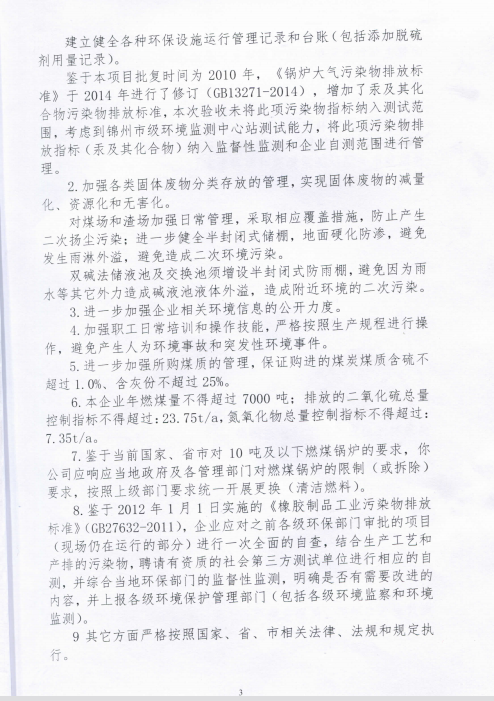 建立健全各种环保设施运行管理记录和台账(包括添加脱硫
剂用量记录)。
鉴于本项目批复时间为 2010 年，《锅炉大气污染物排放标
准》于 2014 年进行了修订（GB13271-2014），增加了汞及其化
合物污染物排放标准，本次验收未将此项污染物指标纳入测试范
围，考虑到锦州市级环境监测中心站测试能力，将此项污染物排
放指标（汞及其化合物）纳入监督性监测和企业自测范围进行管
理。
2.加强各类固体废物分类存放的管理,实现固体废物的减量
化、资源化和无害化。
对煤场和渣场加强日常管理，采取相应覆盖措施，防止产生
二次扬尘污染；进一步健全半封闭式储棚，地面硬化防渗，避免
发生雨淋外溢，避免造成二次环境污染。
双碱法储液池及交换池须增设半封闭式防雨棚,避免因为雨
水等其它外力造成碱液池液体外溢，造成附近环境的二次污染。
3.进一步加强企业相关环境信息的公开力度。
4.加强职工日常培训和操作技能，严格按照生产规程进行操
作，避免产生人为环境事故和突发性环境事件。
5.进一步加强所购煤质的管理，保证购进的煤炭煤质含硫不
超过 1.0%、含灰份不超过 25%。
6.本企业年燃煤量不得超过 7000 吨；排放的二氧化硫总量
控制指标不得超过:23.75t/a,氮氧化物总量控制指标不得超过:
7.35t/a。
7.鉴于当前国家、省市对 10 吨及以下燃煤锅炉的要求，你
公司应响应当地政府及各管理部门对燃煤锅炉的限制（或拆除）
要求，按照上级部门要求统一开展更换（清洁燃料）。
8.鉴于 2012 年 1 月 1 日实施的《橡胶制品工业污染物排放
标准》(GB27632-2011)，企业应对之前各级环保部门审批的项目
（现场仍在运行的部分）进行一次全面的自查，结合生产工艺和
产排的污染物，聘请有资质的社会第三方测试单位进行相应的自
测，并综合当地环保部门的监督性监测，明确是否有需要改进的
内容，并上报各级环境保护管理部门（包括各级环境监察和环境
监测）。
9 其它方面严格按照国家、省、市相关法律、法规和规定执
行。
3